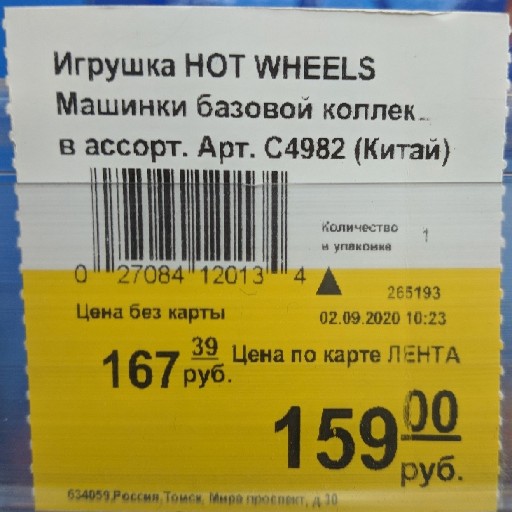 Игрушка HOT WHEELS
Машинки базовой коллек..
в ассорт. Арт. С4982 (Китай)
Количество
в упаковке 1
0 27084 12013 4
265193
Цена без карты
02.09.2020 10:23
167 39 руб.
Цена по карте ЛЕНТА
159 00 руб.
634059,Россия,Томск, Мира проспект, д.30